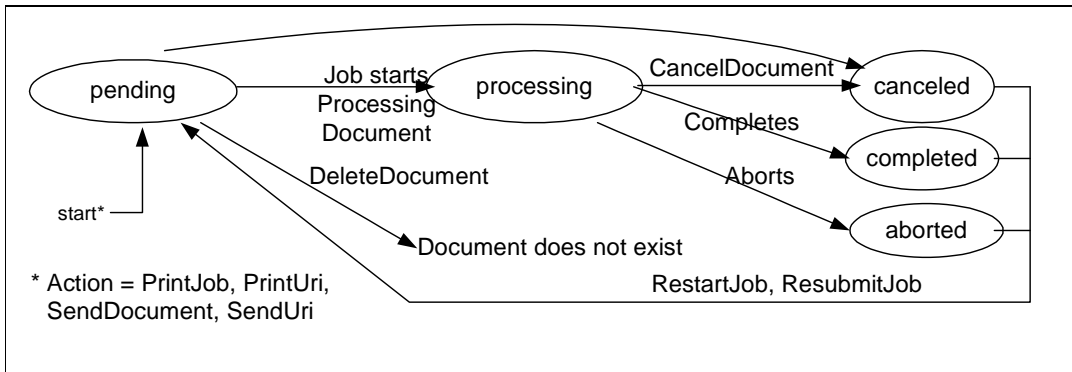 pending
Job starts
Processing
Document
processing
CancelDocument
canceled
Completes
completed
DeleteDocument
Aborts
aborted
start*
Document does not exist
* Action = PrintJob, PrintUri,
SendDocument, SendUri
RestartJob, ResubmitJob